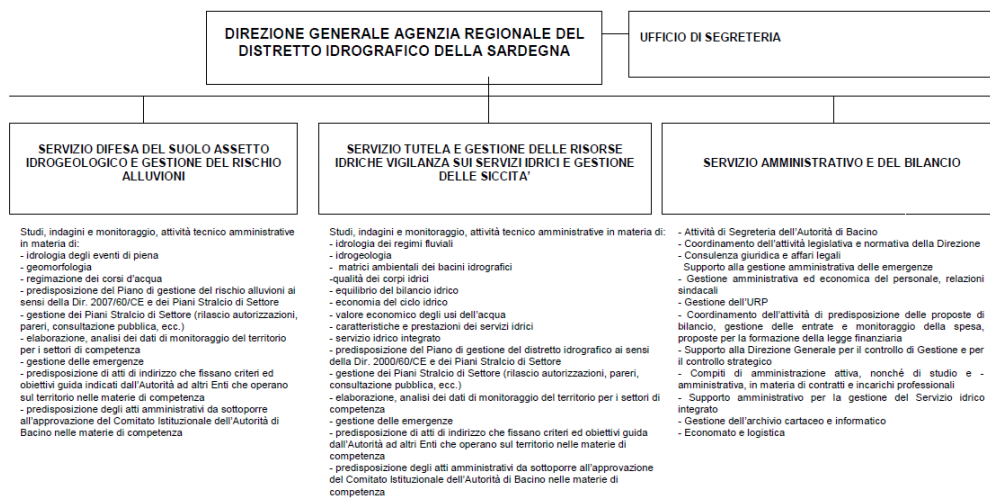 DIREZIONE GENERALE AGENZIA REGIONALE DEL
DISTRETTO IDROGRAFICO DELLA SARDEGNA
UFFICIO DI SEGRETERIA
SERVIZIO DIFESA DEL SUOLO ASSETTO
IDROGEOLOGICO E GESTIONE DEL RISCHIO
ALLUVIONI
Studi, indagini e monitoraggio, attività tecnico amministrative
in materia di:
- idrologia degli eventi di piena
- geomorfologia
- regimazione dei corsi d'acqua
- predisposizione del Piano di gestione del rischio alluvioni ai
sensi della Dir. 2007/60/CE e dei Piani Stralcio di Settore
- gestione dei Piani Stralcio di Settore (rilascio autorizzazioni,
pareri, consultazione pubblica, ecc.)
- elaborazione, analisi dei dati di monitoraggio del territorio
per i settori di competenza
- gestione delle emergenze
- predisposizione di atti di indirizzo che fissano criteri ed
obiettivi guida indicati dall'Autorità ad altri Enti che operano
sul territorio nelle materie di competenza
- predisposizione degli atti amministrativi da sottoporre
all'approvazione del Comitato Istituzionale dell'Autorità di
Bacino nelle materie di competenza
SERVIZIO TUTELA E GESTIONE DELLE RISORSE
IDRICHE VIGILANZA SUI SERVIZI IDRICI E GESTIONE
DELLE SICCITA'
Studi, indagini e monitoraggio, attività tecnico amministrative in materia di:
- idrologia dei regimi fluviali
- idrogeologia
- matrici ambientali dei bacini idrografici
-qualità dei corpi idrici
- equilibrio del bilancio idrico
- economia del ciclo idrico
- valore economico degli usi dell'acqua
- caratteristiche e prestazioni dei servizi idrici
- servizio idrico integrato
- predisposizione del Piano di gestione del distretto idrografico ai sensi
della Dir. 2000/60/CE e dei Piani Stralcio di Settore
- gestione dei Piani Stralcio di Settore (rilascio autorizzazioni, pareri,
consultazione pubblica, ecc.)
- elaborazione, analisi dei dati di monitoraggio del territorio per i settori di
competenza
- gestione delle emergenze
- predisposizione di atti di indirizzo che fissano criteri ed obiettivi guida
dall'Autorità ad altri Enti che operano sul territorio nelle materie di
competenza
- predisposizione degli atti amministrativi da sottoporre all'approvazione
del Comitato Istituzionale dell'Autorità di Bacino nelle materie di
competenza
SERVIZIO AMMINISTRATIVO E DEL BILANCIO
- Attività di Segreteria dell'Autorità di Bacino
- Coordinamento dell'attività legislativa e normativa della Direzione
- Consulenza giuridica e affari legali
Supporto alla gestione amministrativa delle emergenze
- Gestione amministrativa ed economica del personale, relazioni
sindacali
- Gestione dell'URP
- Coordinamento dell'attività di predisposizione delle proposte di
bilancio, gestione delle entrate e monitoraggio della spesa,
proposte per la formazione della legge finanziaria
- Supporto alla Direzione Generale per il controllo di Gestione e per
il controllo strategico
- Compiti di amministrazione attiva, nonché di studio e -
amministrativa, in materia di contratti e incarichi professionali
- Supporto amministrativo per la gestione del Servizio idrico
integrato
- Gestione dell'archivio cartaceo e informatico
- Economato e logistica